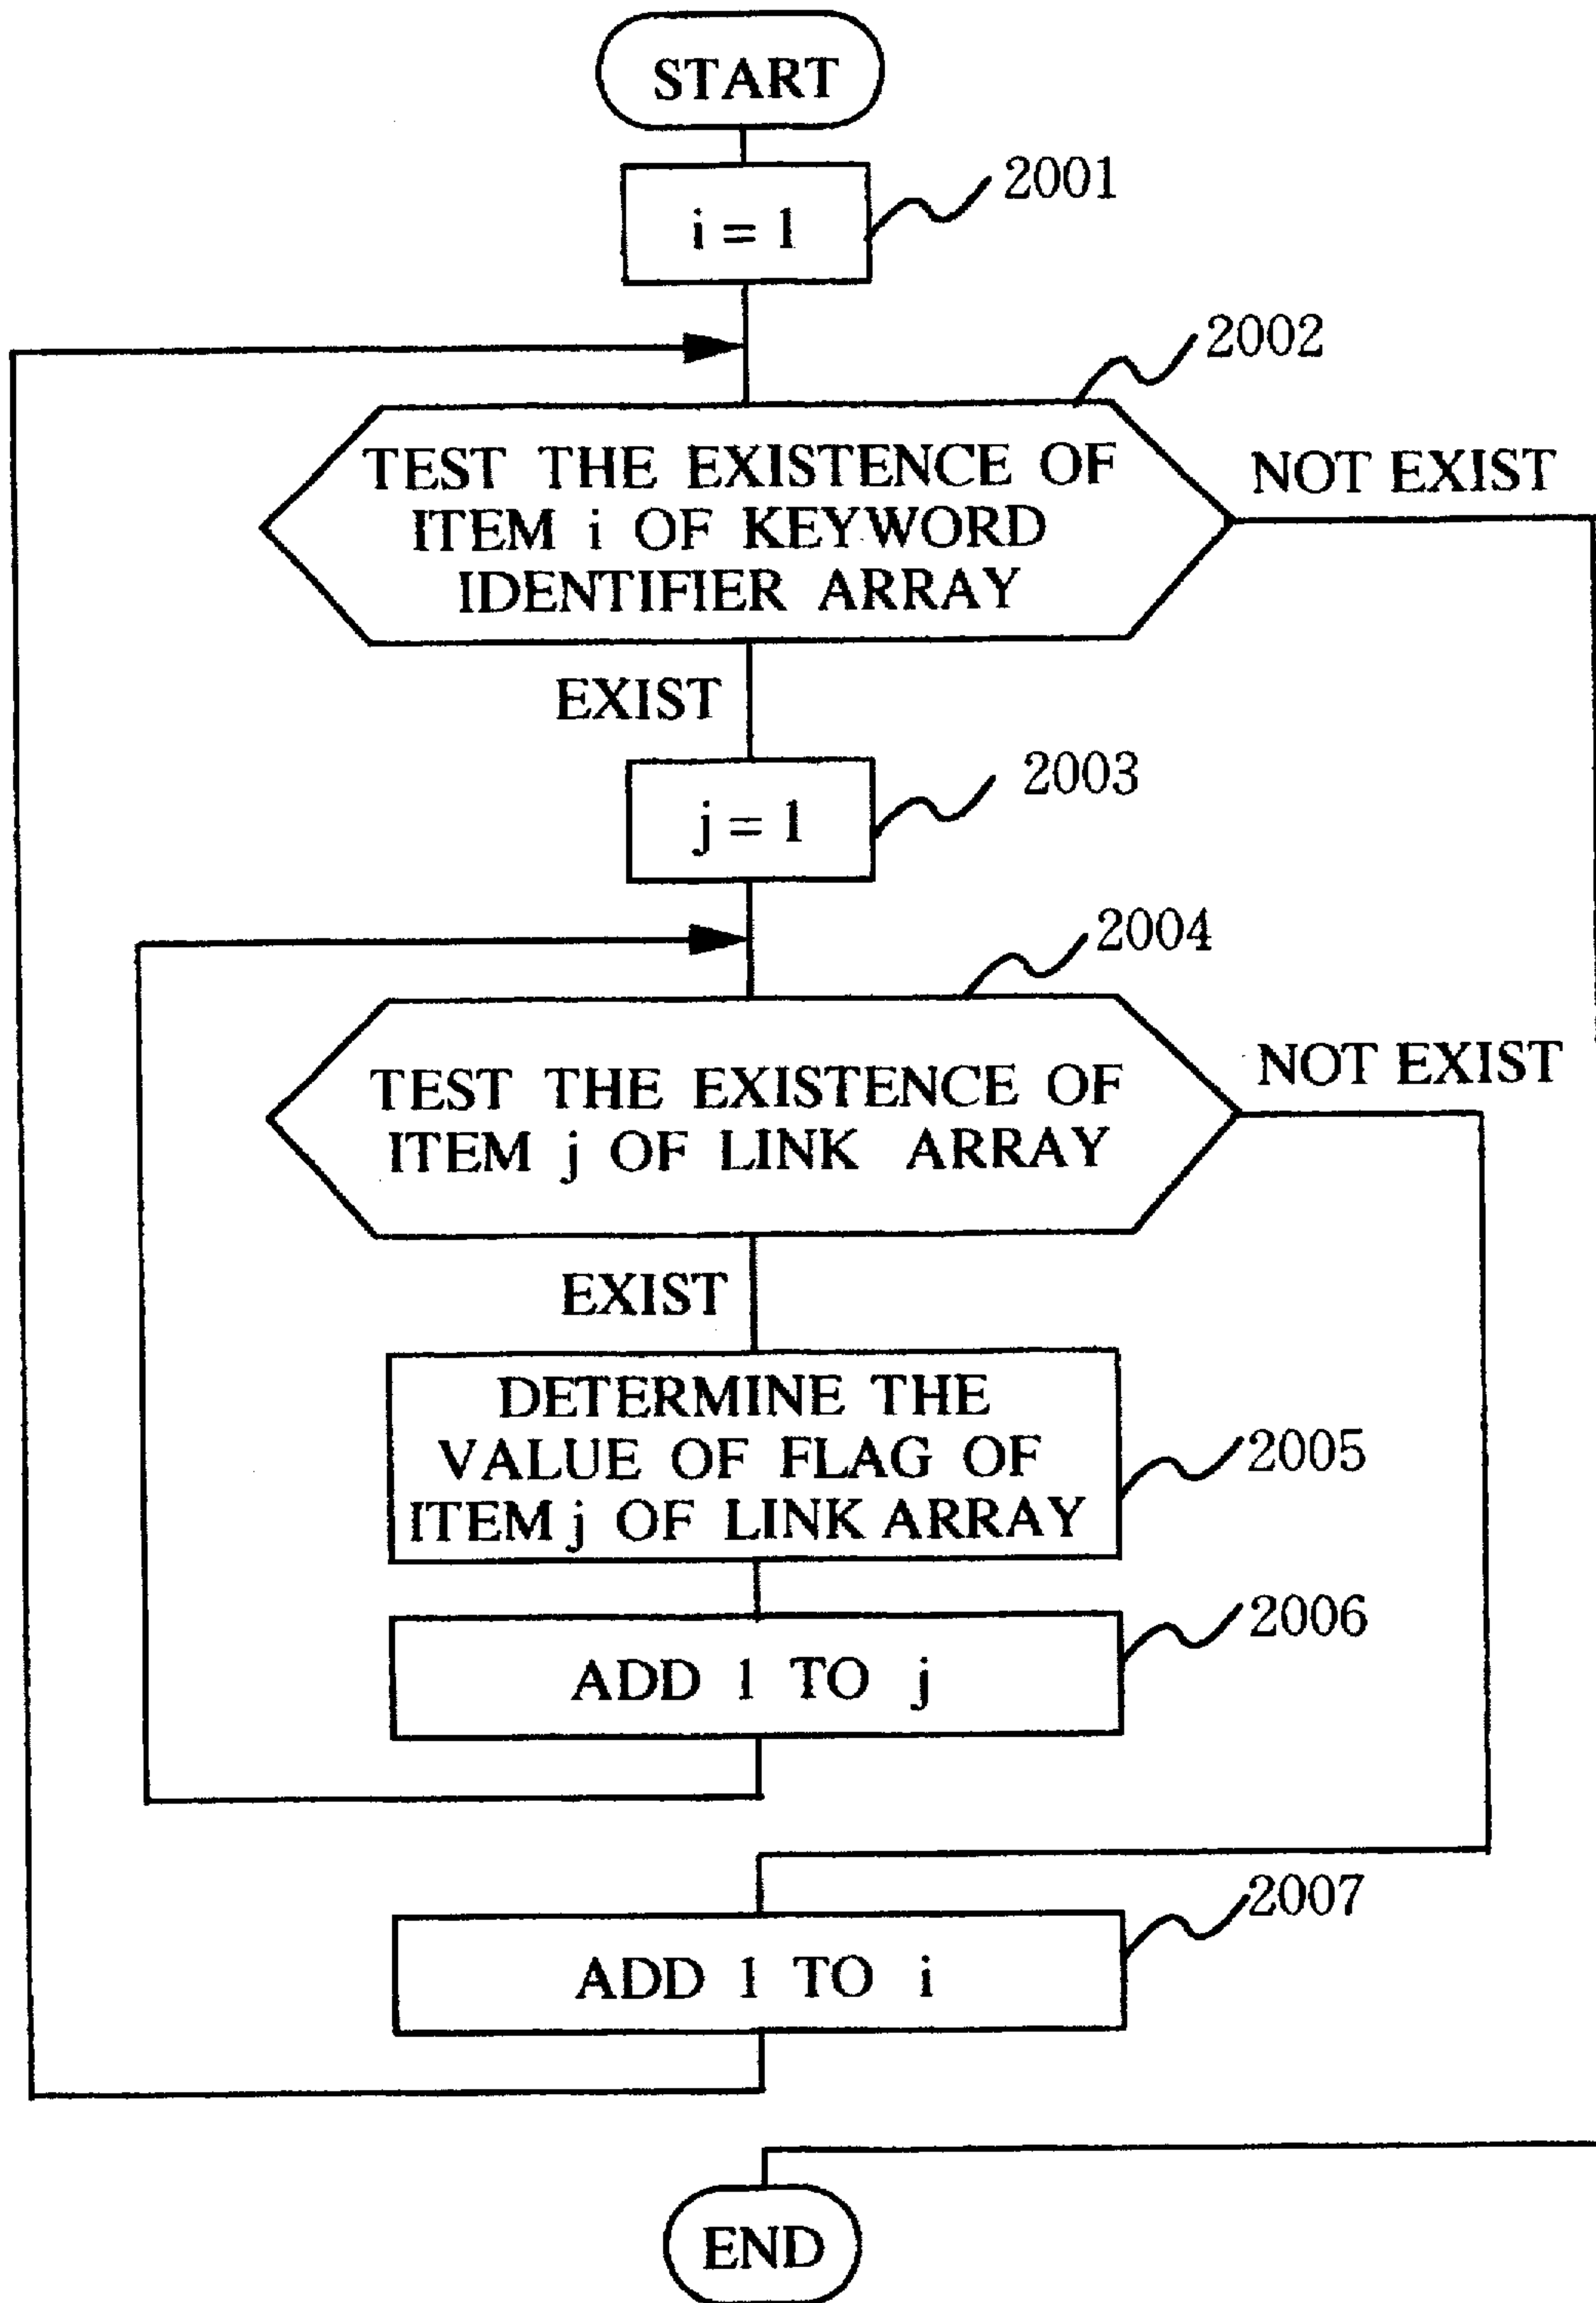 START
i = 1
2001
2002
TEST THE EXISTENCE OF
ITEM i OF KEYWORD
IDENTIFIER ARRAY
NOT EXIST
EXIST
j = 1
2003
2004
TEST THE EXISTENCE OF
ITEM j OF LINK ARRAY
NOT EXIST
EXIST
DETERMINE THE
VALUE OF FLAG OF
ITEM j OF LINK ARRAY
2005
ADD 1 TO j
2006
ADD 1 TO i
2007
END